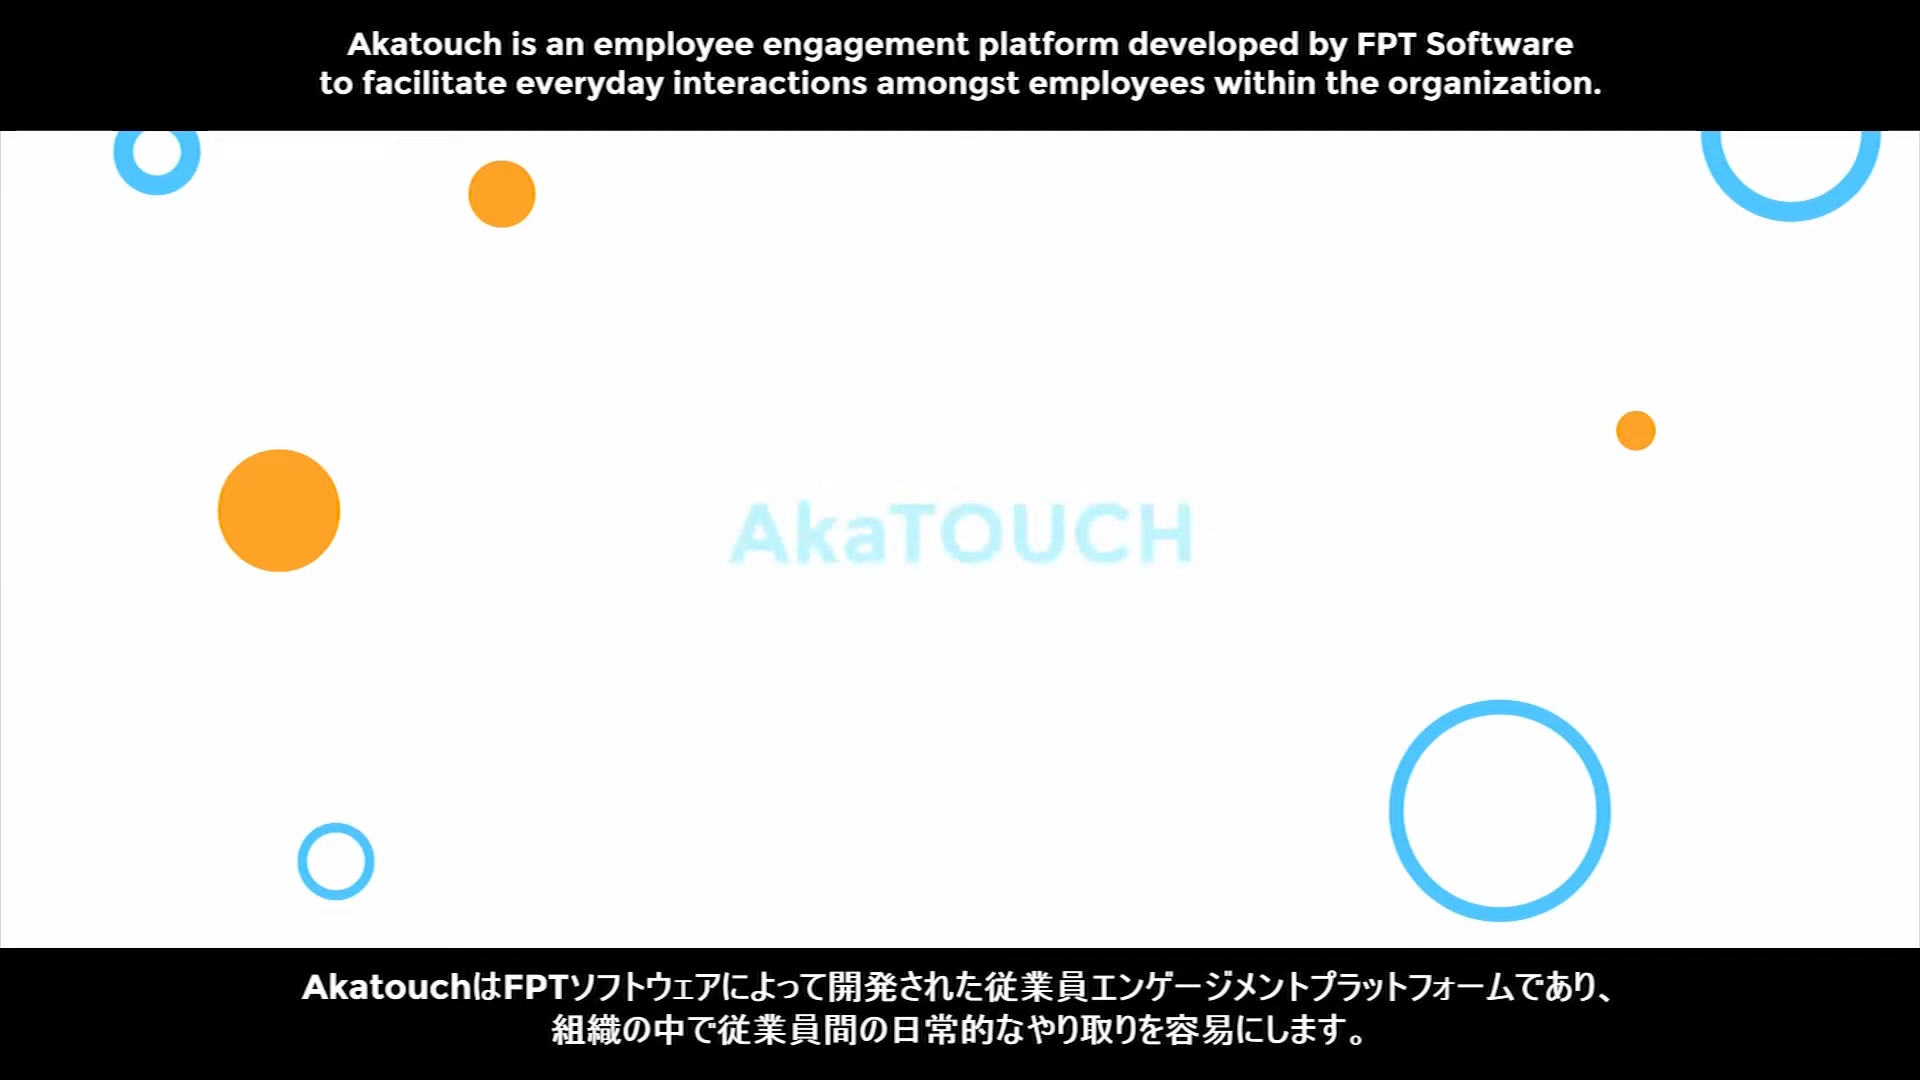 Akatouch is an employee engagement platform developed by FPT Software
to facilitate everyday interactions amongst employees within the organization.
AkaTOUCH
AkatouchはFPTソフトウェアによって開発された従業員エンゲージメントプラットフォームであり、
組織の中で従業員間の日常的なやり取りを容易にします。